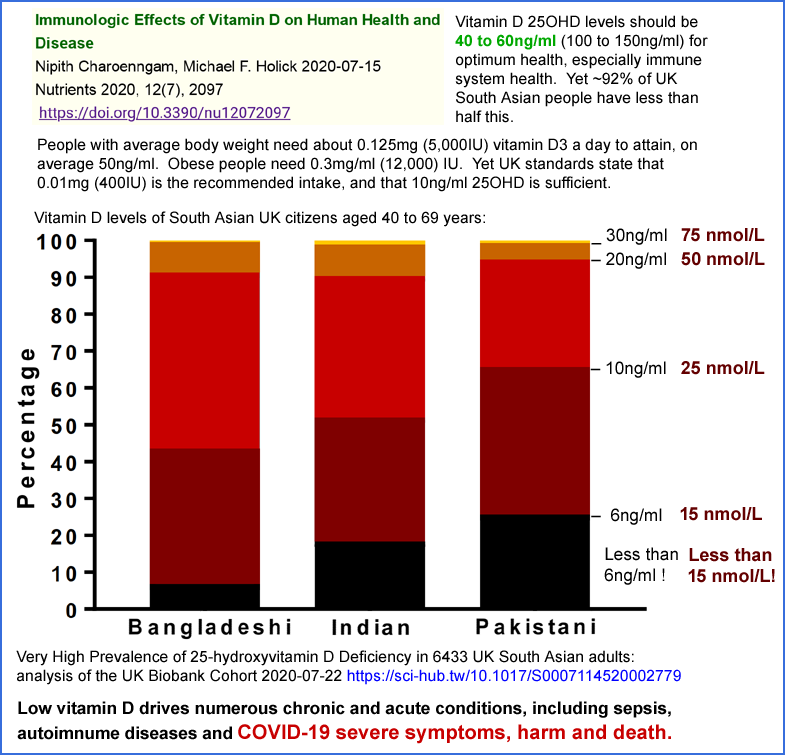 Immunologic Effects of Vitamin D on Human Health and
Disease
Nipith Charoenngam, Michael F. Holick 2020-07-15
Nutrients 2020, 12(7), 2097
https://doi.org/10.3390/nu12072097
Vitamin D 25OHD levels should be
40 to 60ng/ml (100 to 150ng/ml) for
optimum health, especially immune
system health. Yet ~92% of UK
South Asian people have less than
half this.
People with average body weight need about 0.125mg (5,000IU) vitamin D3 a day to attain, on
average 50ng/ml. Obese people need 0.3mg/ml (12,000) IU. Yet UK standards state that
0.01mg (400IU) is the recommended intake, and that 10ng/ml 25OHD is sufficient.
Vitamin D levels of South Asian UK citizens aged 40 to 69 years:
Percentage
100
90
80
70
60
50
40
30
20
10
0
30ng/ml 75 nmol/L
20ng/ml 50 nmol/L
10ng/ml 25 nmol/L
6ng/ml 15 nmol/L
Less than Less than
6ng/ml ! 15 nmol/L!
Bangladeshi Indian Pakistani
Very High Prevalence of 25-hydroxyvitamin D Deficiency in 6433 UK South Asian adults:
analysis of the UK Biobank Cohort 2020-07-22 https://sci-hub.tw/10.1017/S0007114520002779
Low vitamin D drives numerous chronic and acute conditions, including sepsis,
autoimnume diseases and COVID-19 severe symptoms, harm and death.